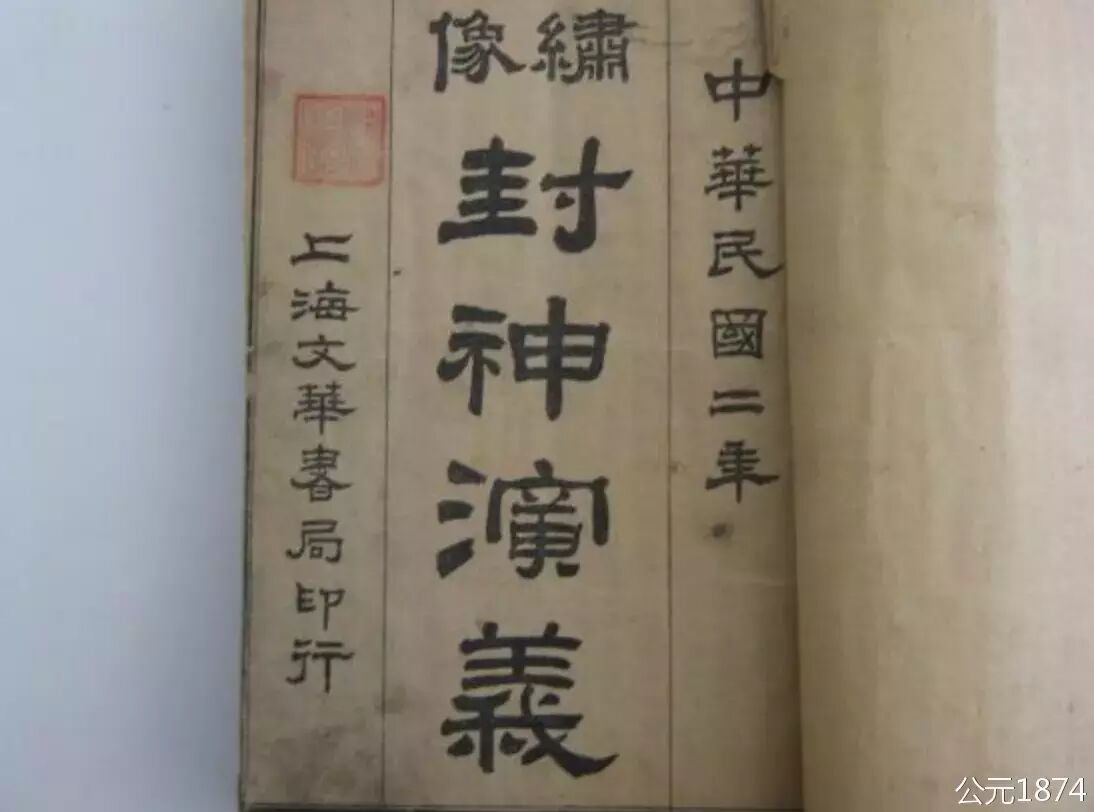 中華民國二年
繡像
封神演義
上海文華書局印行
公元1874